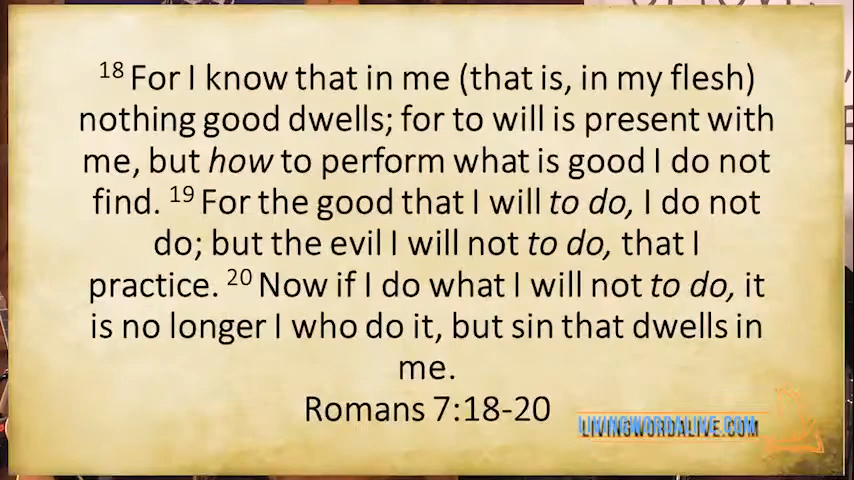 18 For I know that in me (that is, in my flesh)
nothing good dwells; for to will is present with
me, but how to perform what is good I do not
find. 19 For the good that I will to do, I do not
do; but the evil I will not to do, that I
practice. 20 Now if I do what I will not to do, it
is no longer I who do it, but sin that dwells in
me.
Romans 7:18-20
LIVINGWORDALIVE.COM